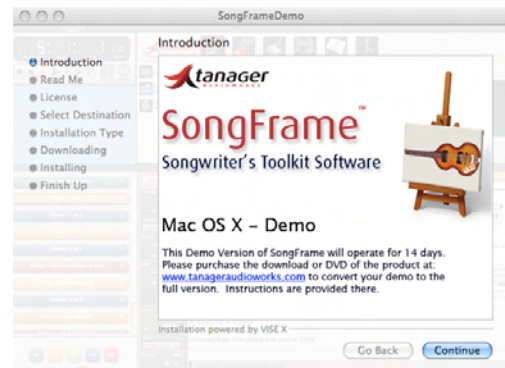 SongFrameDemo
Introduction
Introduction
Read Me
License
Select Destination
Installation Type
Downloading
Installing
Finish Up
tanager
AUDIOWORKS
SongFrame™
Songwriter's Toolkit Software
Mac OS X – Demo
This Demo Version of SongFrame will operate for 14 days.
Please purchase the download or DVD of the product at:
www.tanageraudioworks.com to convert your demo to the
full version. Instructions are provided there.
Installation powered by VISE X
Go Back
Continue